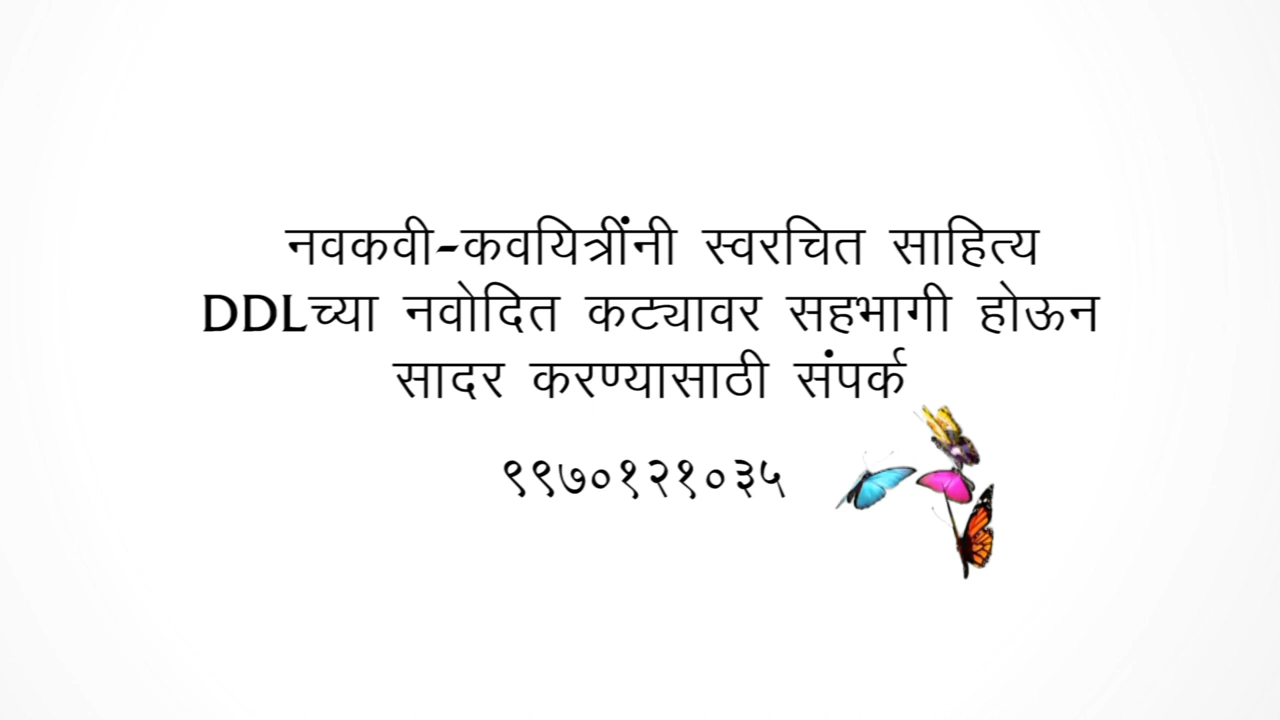 नवकवी-कवयित्रींनी स्वरचित साहित्य
DDLच्या नवोदित कट्यावर सहभागी होऊन
सादर करण्यासाठी संपर्क
९९७०१२१०३५